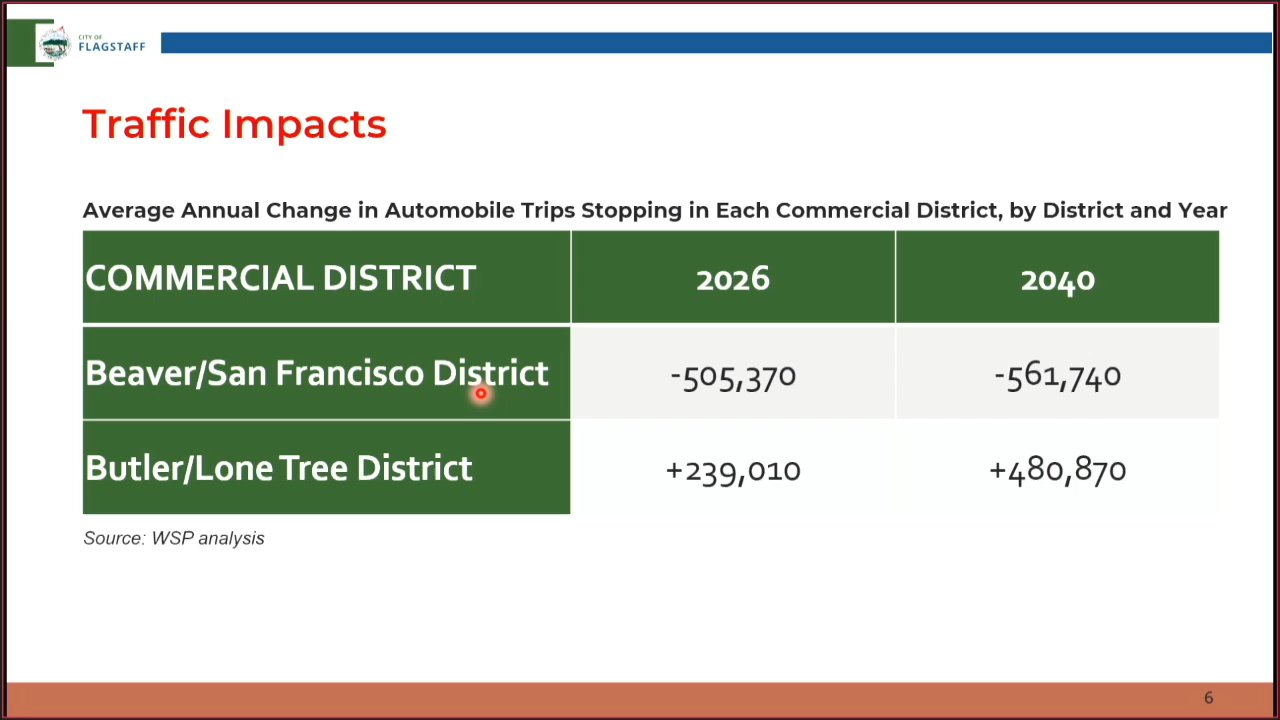 CITY OF
FLAGSTAFF
Traffic Impacts
Average Annual Change in Automobile Trips Stopping in Each Commercial District, by District and Year
COMMERCIAL DISTRICT 2026 2040
Beaver/San Francisco District -505,370 -561,740
Butler/Lone Tree District +239,010 +480,870
Source: WSP analysis
6